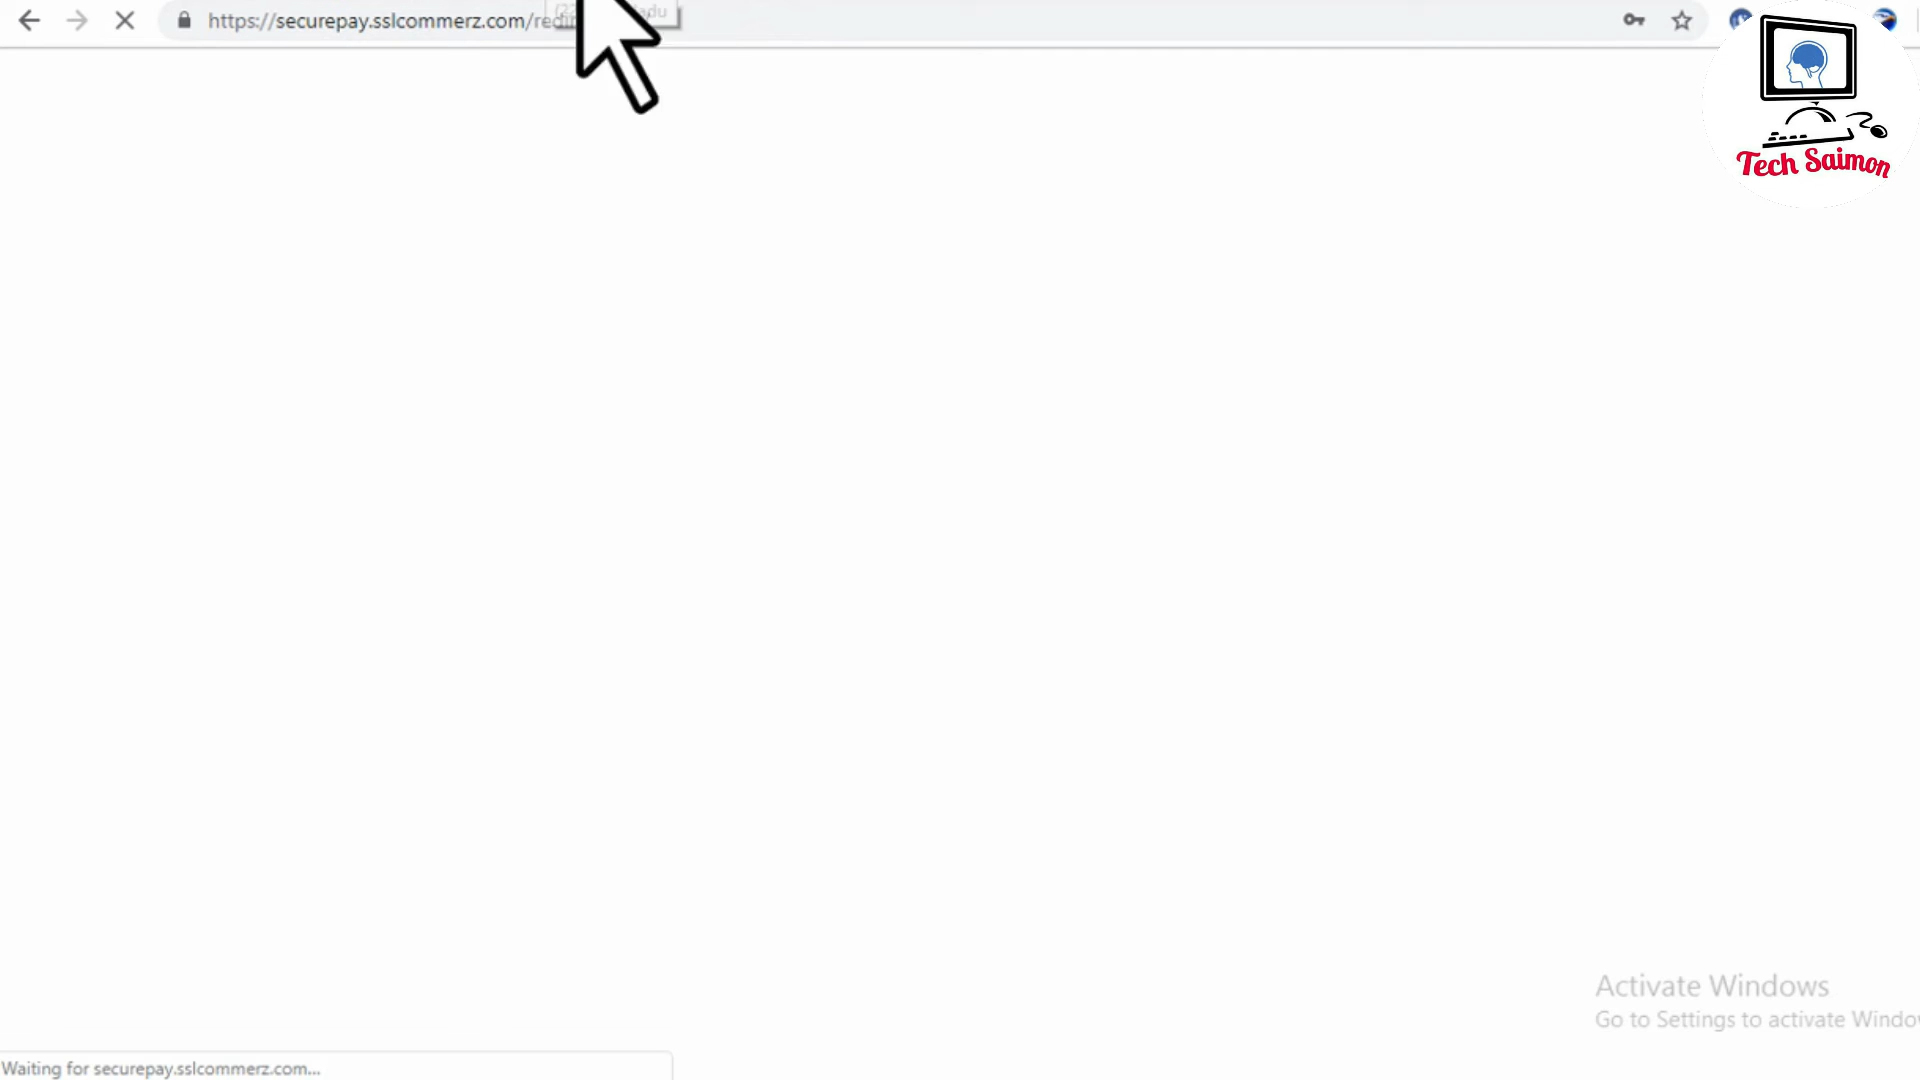 https://securepay.sslcommerz.com/redir
Tech Saimon
Activate Windows
Go to Settings to activate Windo
Waiting for securepay.sslcommerz.com...